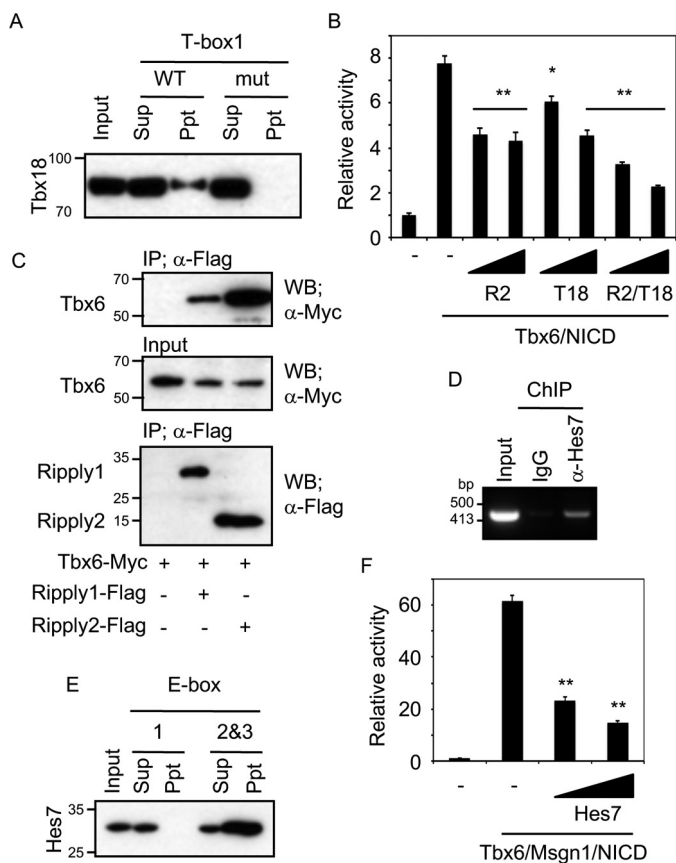 A
T-box1
WT mut
Input Sup Ppt Sup Ppt
Tbx18
100
70
B
Relative activity
8
6
4
2
0
** * **
- -
R2 T18 R2/T18
Tbx6/NICD
C
IP; α-Flag
70
Tbx6
50
WB;
α-Myc
Input
70
Tbx6
50
WB;
α-Myc
IP; α-Flag
35
Ripply1
25
Ripply2 15
WB;
α-Flag
Tbx6-Myc + + +
Ripply1-Flag - + -
Ripply2-Flag - - +
D
ChIP
Input IgG α-Hes7
bp
500
413
E
E-box
1 2&3
Input Sup Ppt Sup Ppt
Hes7
35
25
F
Relative activity
60
40
20
0
** **
- -
Hes7
Tbx6/Msgn1/NICD